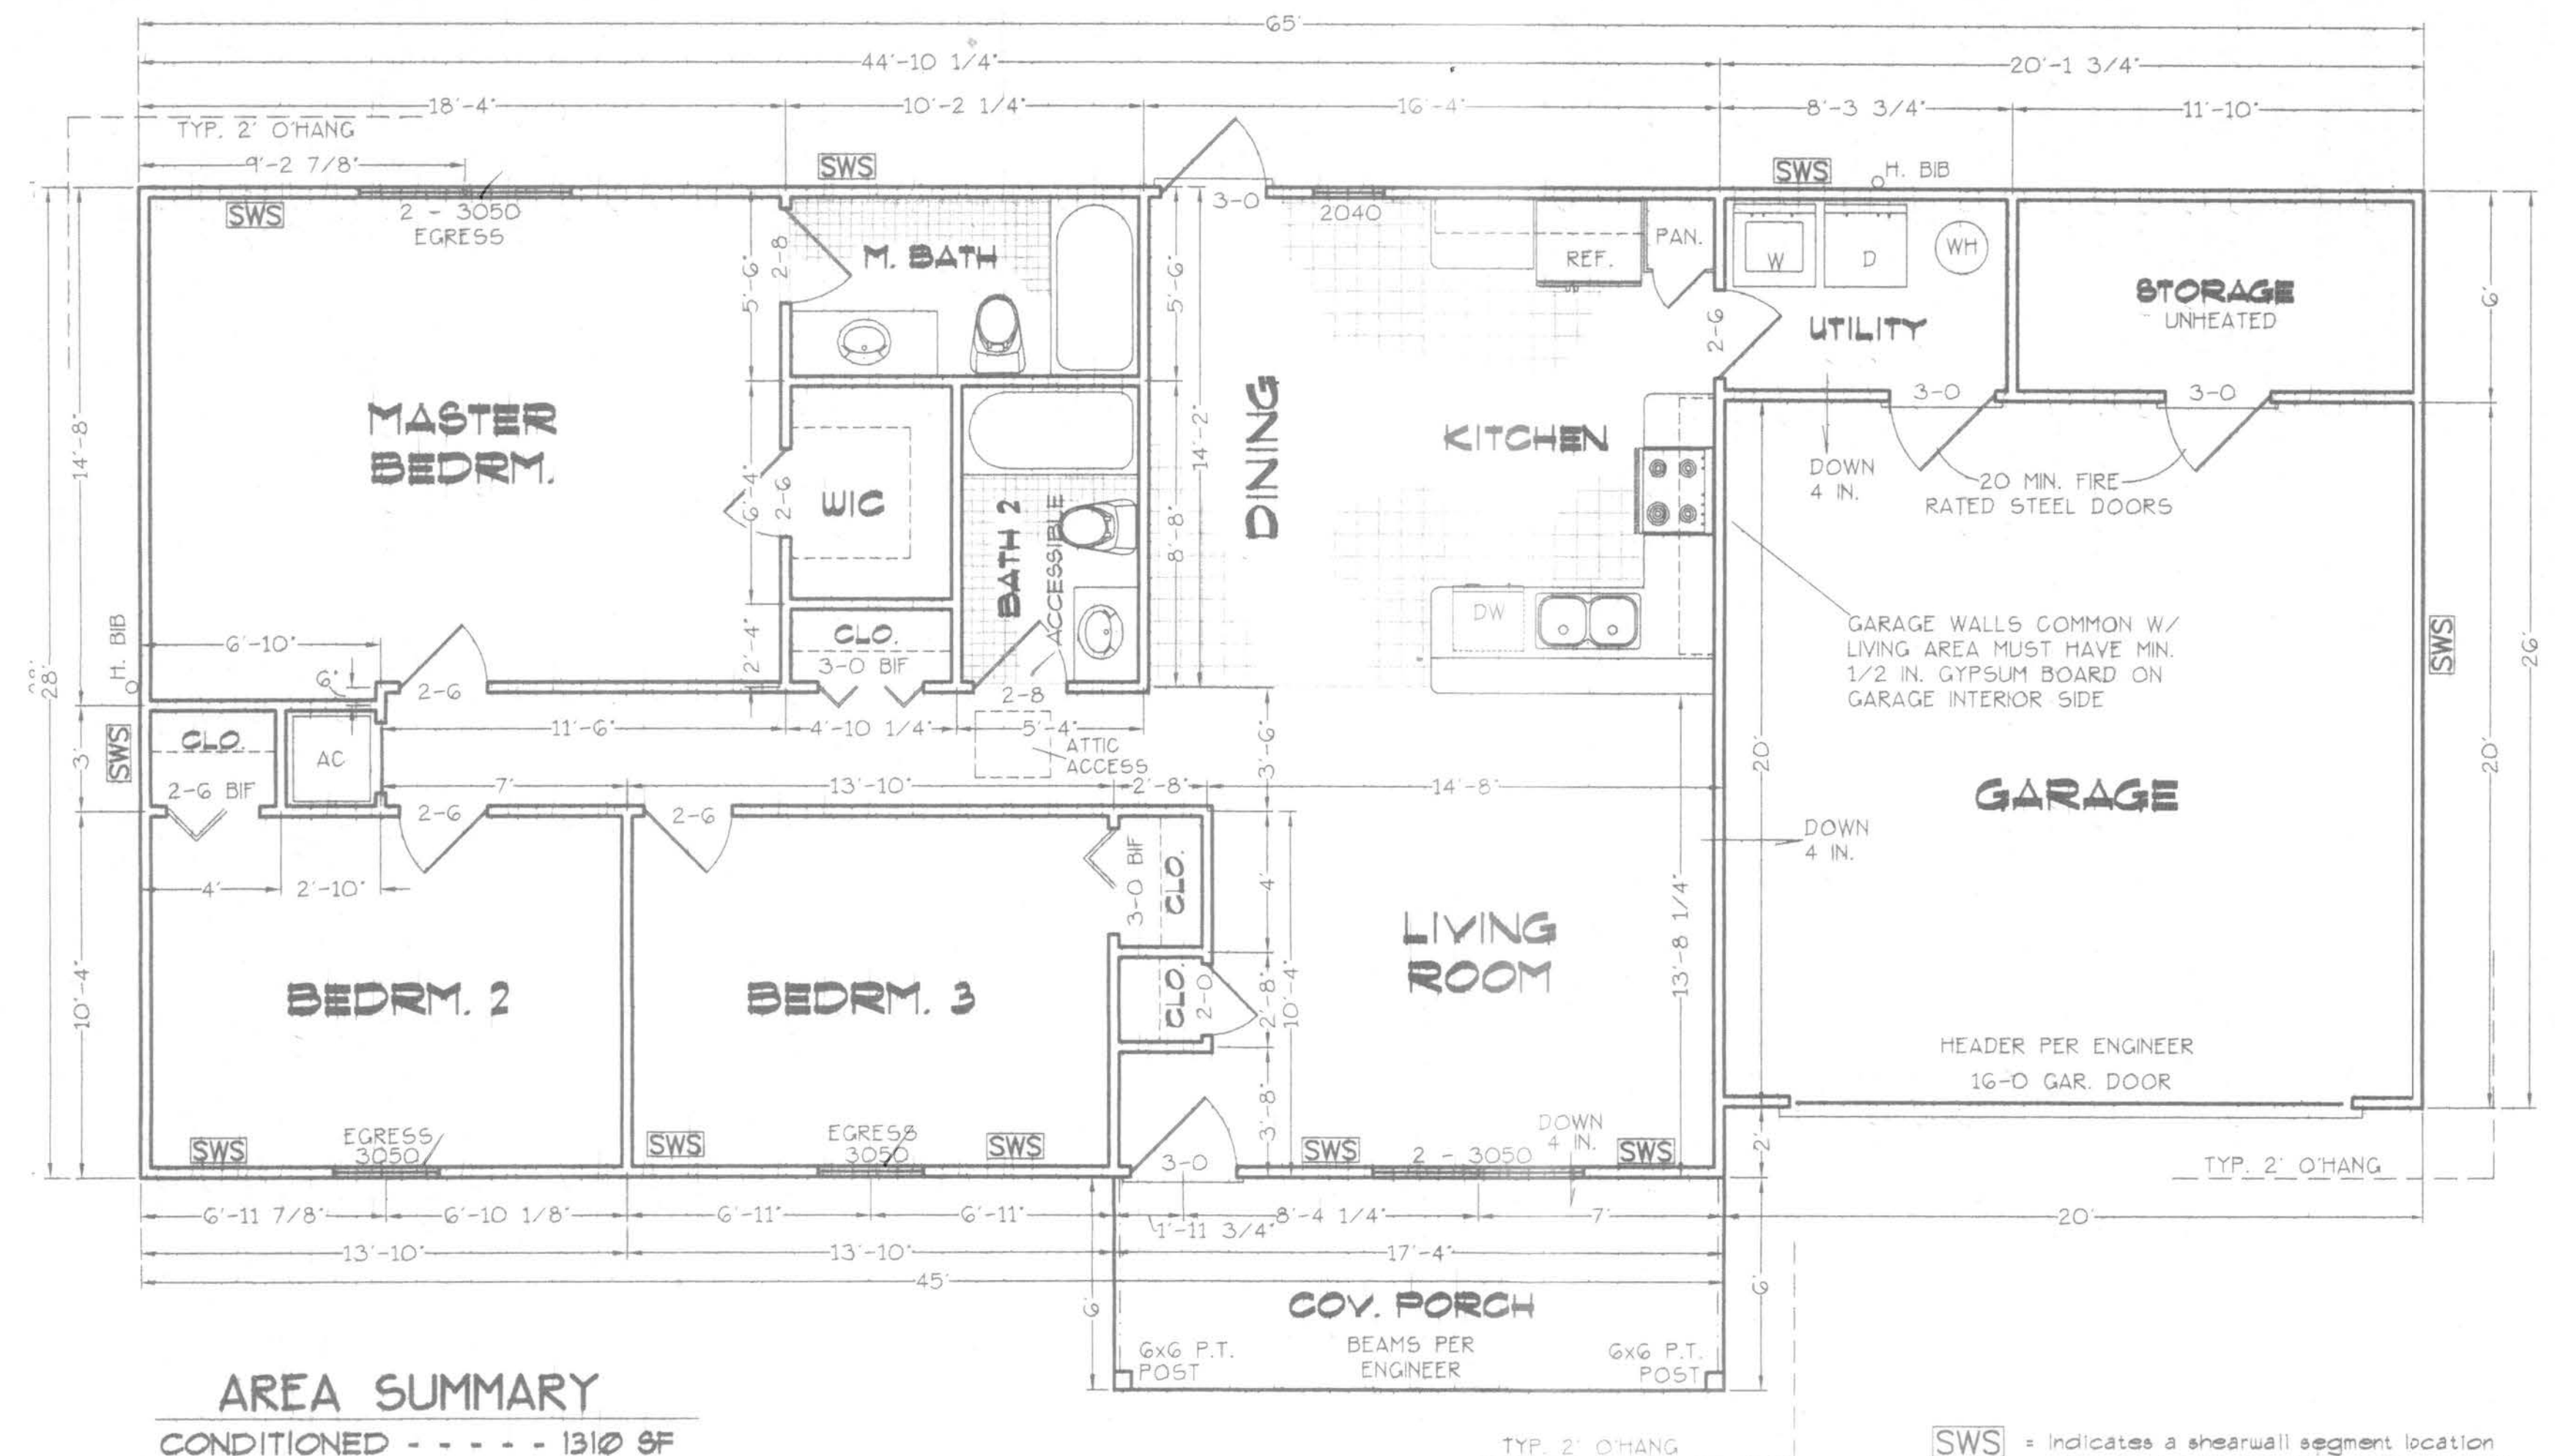 65'
44'-10 1/4"
20'-1 3/4"
18'-4"
10'-2 1/4"
16'-4"
8'-3 3/4"
11'-10"
TYP. 2' O'HANG
9'-2 7/8"
SWS
SWS
H. BIB
SWS
2 - 3050
EGRESS
3-0
2040
2-8
5'-6"
M. BATH
5'-6"
REF.
PAN.
W
D
WH
STORAGE
UNHEATED
6'
2-6
UTILITY
MASTER
BEDRM.
14'-8"
14'-2"
DINING
KITCHEN
3-0
3-0
DOWN
4 IN.
20 MIN. FIRE
RATED STEEL DOORS
6'-4"
2-6
WIC
BATH 2
ACCESSIBLE
8'-8"
DW
GARAGE WALLS COMMON W/
LIVING AREA MUST HAVE MIN.
1/2 IN. GYPSUM BOARD ON
GARAGE INTERIOR SIDE
SWS
26'
28'
H. BIB
6'-10"
6"
2-6
2'-4"
CLO.
3-0 BIF
2-8
11'-6"
4'-10 1/4"
5'-4"
ATTIC
ACCESS
3'-6"
SWS
3'
CLO.
2-6 BIF
AC
7'
13'-10"
2'-8"
14'-8"
20'
20'
GARAGE
2-6
2-6
DOWN
4 IN.
4'
2'-10"
3-0 BIF
CLO.
4'
LIVING
ROOM
13'-8 1/4"
10'-4"
BEDRM. 2
BEDRM. 3
CLO.
2-0
2'-8"
10'-4"
HEADER PER ENGINEER
16-0 GAR. DOOR
3'-8"
SWS
EGRESS
3050
SWS
EGRESS
3050
SWS
3-0
SWS
2 - 3050
DOWN
4 IN.
SWS
2'
TYP. 2' O'HANG
6'-11 7/8"
6'-10 1/8"
6'-11"
6'-11"
1'-11 3/4"
8'-4 1/4"
7'
20'
13'-10"
13'-10"
17'-4"
45'
6'
6'
COV. PORCH
BEAMS PER
ENGINEER
6x6 P.T.
POST
6x6 P.T.
POST
AREA SUMMARY
CONDITIONED - - - - - 1310 SF
TYP. 2' O'HANG
SWS = Indicates a shearwall segment location